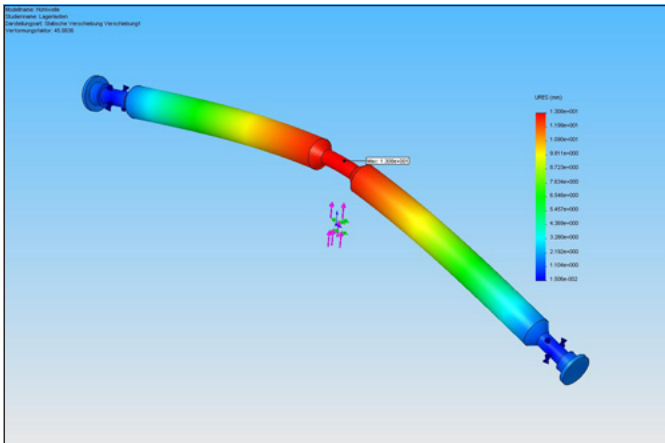 Modellname: Hohlwelle
Studienname: Lagerlasten
Darstellungsart: Statische Verschiebung Verschiebung1
Verformungsfaktor: 45.8836
URES (mm)
1.308e+001
1.199e+001
1.090e+001
9.811e+000
8.723e+000
7.634e+000
6.546e+000
5.457e+000
4.369e+000
3.280e+000
2.192e+000
1.104e+000
1.506e-002
Max: 1.308e+001